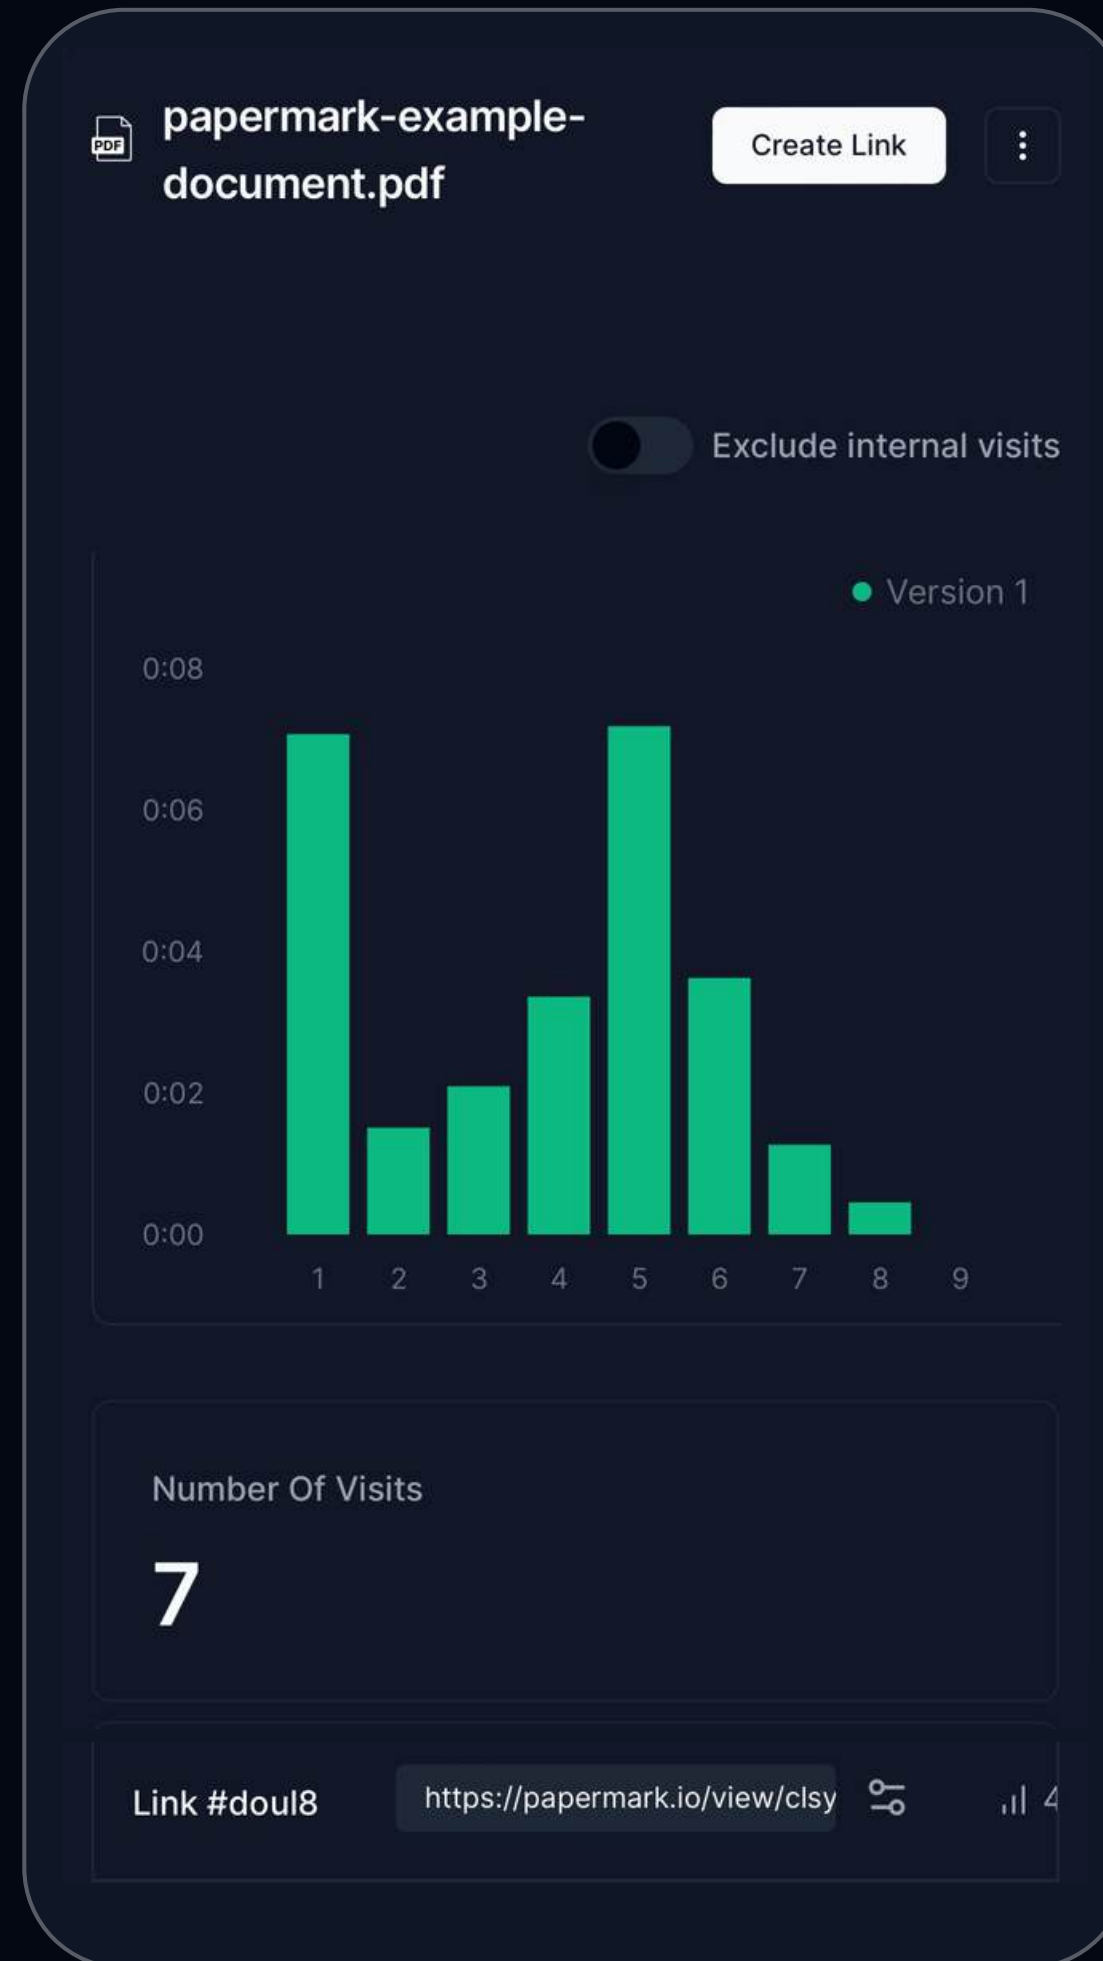 papermark-example-
document.pdf
PDF
Create Link
Exclude internal visits
Version 1
0:08
0:06
0:04
0:02
0:00
1 2 3 4 5 6 7 8 9
Number Of Visits
7
Link #doul8
https://papermark.io/view/clsy
4